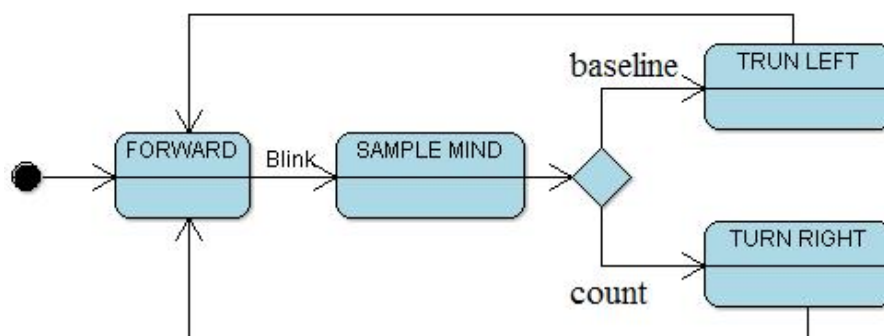 baseline
TRUN LEFT
FORWARD
Blink
SAMPLE MIND
TURN RIGHT
count